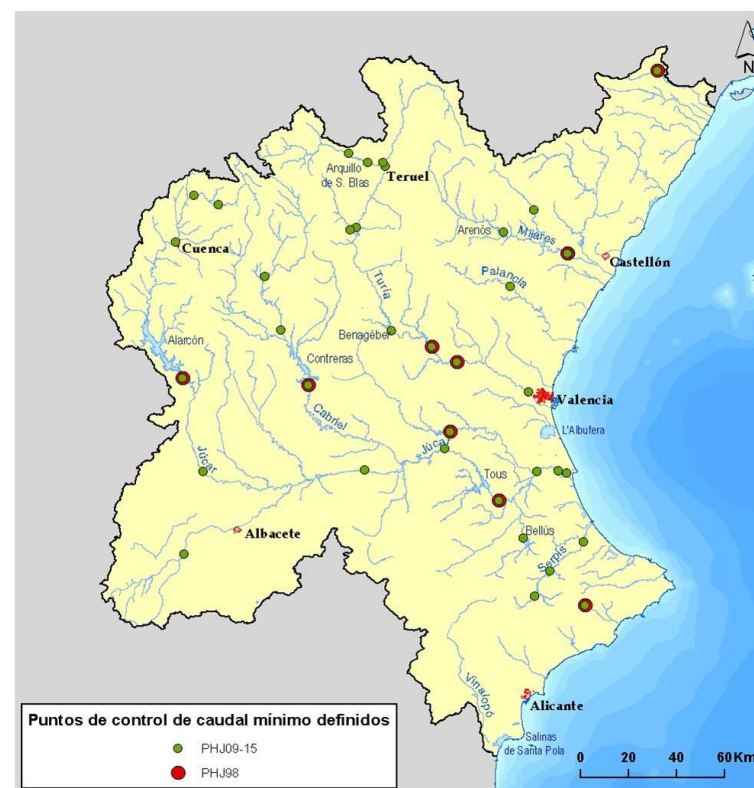 N
Arquillo
de S. Blas
Teruel
Arenós
Mijares
Cuenca
Castellón
Turia
Palancia
Benagéber
Alarcón
Contreras
Cabriel
Valencia
L'Albufera
Júcar
Júcar
Tous
Albacete
Bellús
Serpis
Vinalopó
Alicante
Salinas
de Santa Pola
Puntos de control de caudal mínimo definidos
PHJ09-15
PHJ98
0 20 40 60 Km